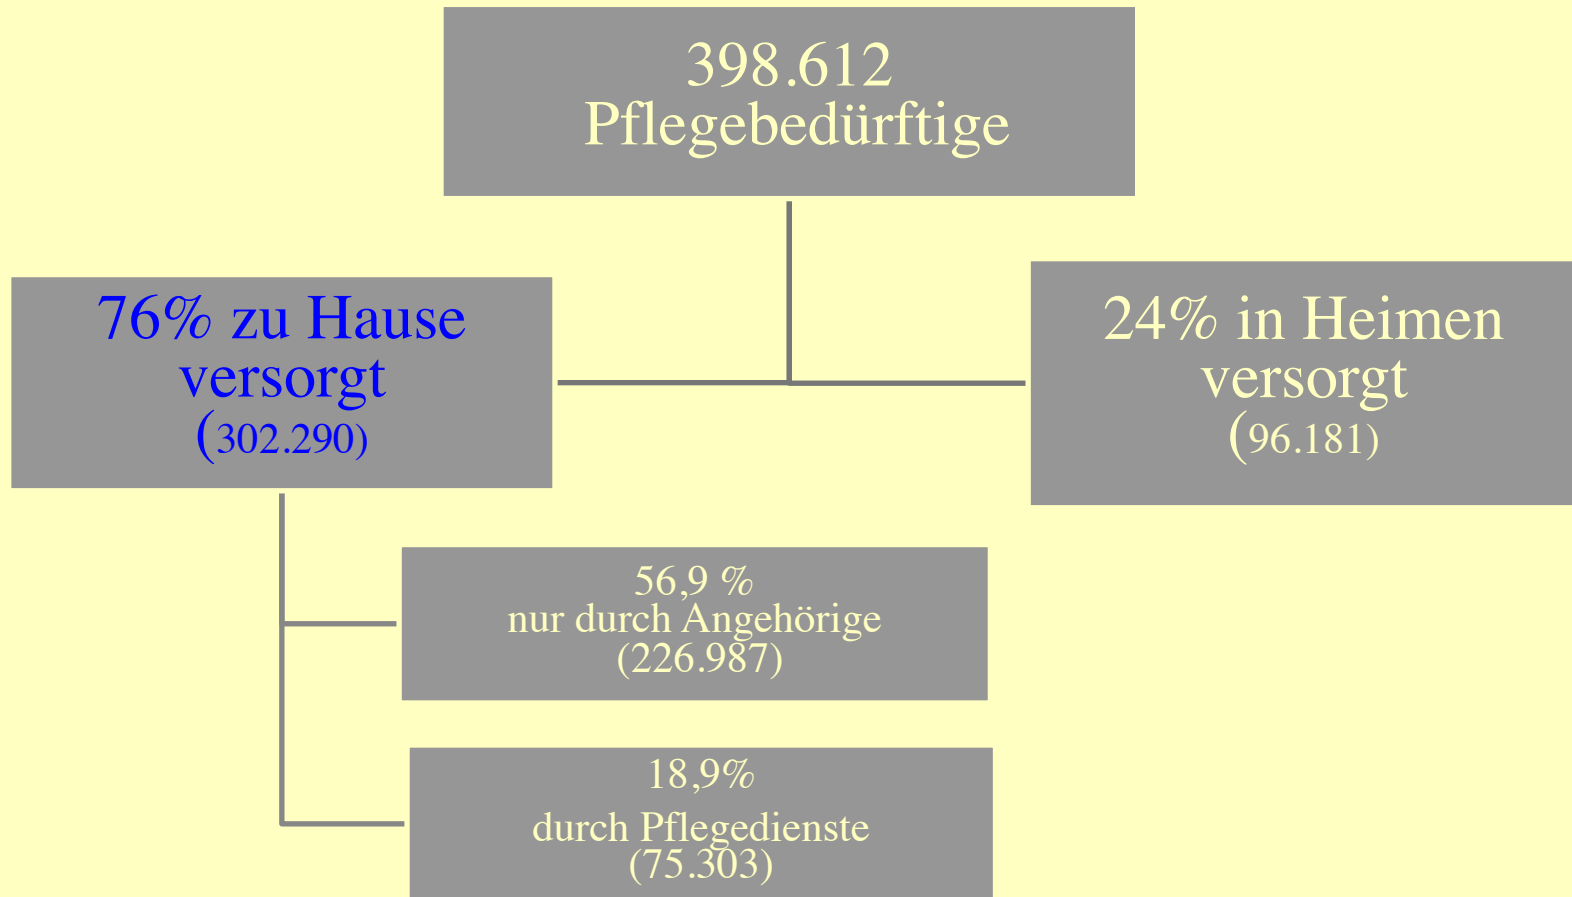 398.612
Pflegebedürftige
76% zu Hause
versorgt
(302.290)
24% in Heimen
versorgt
(96.181)
56,9 %
nur durch Angehörige
(226.987)
18,9%
durch Pflegedienste
(75.303)